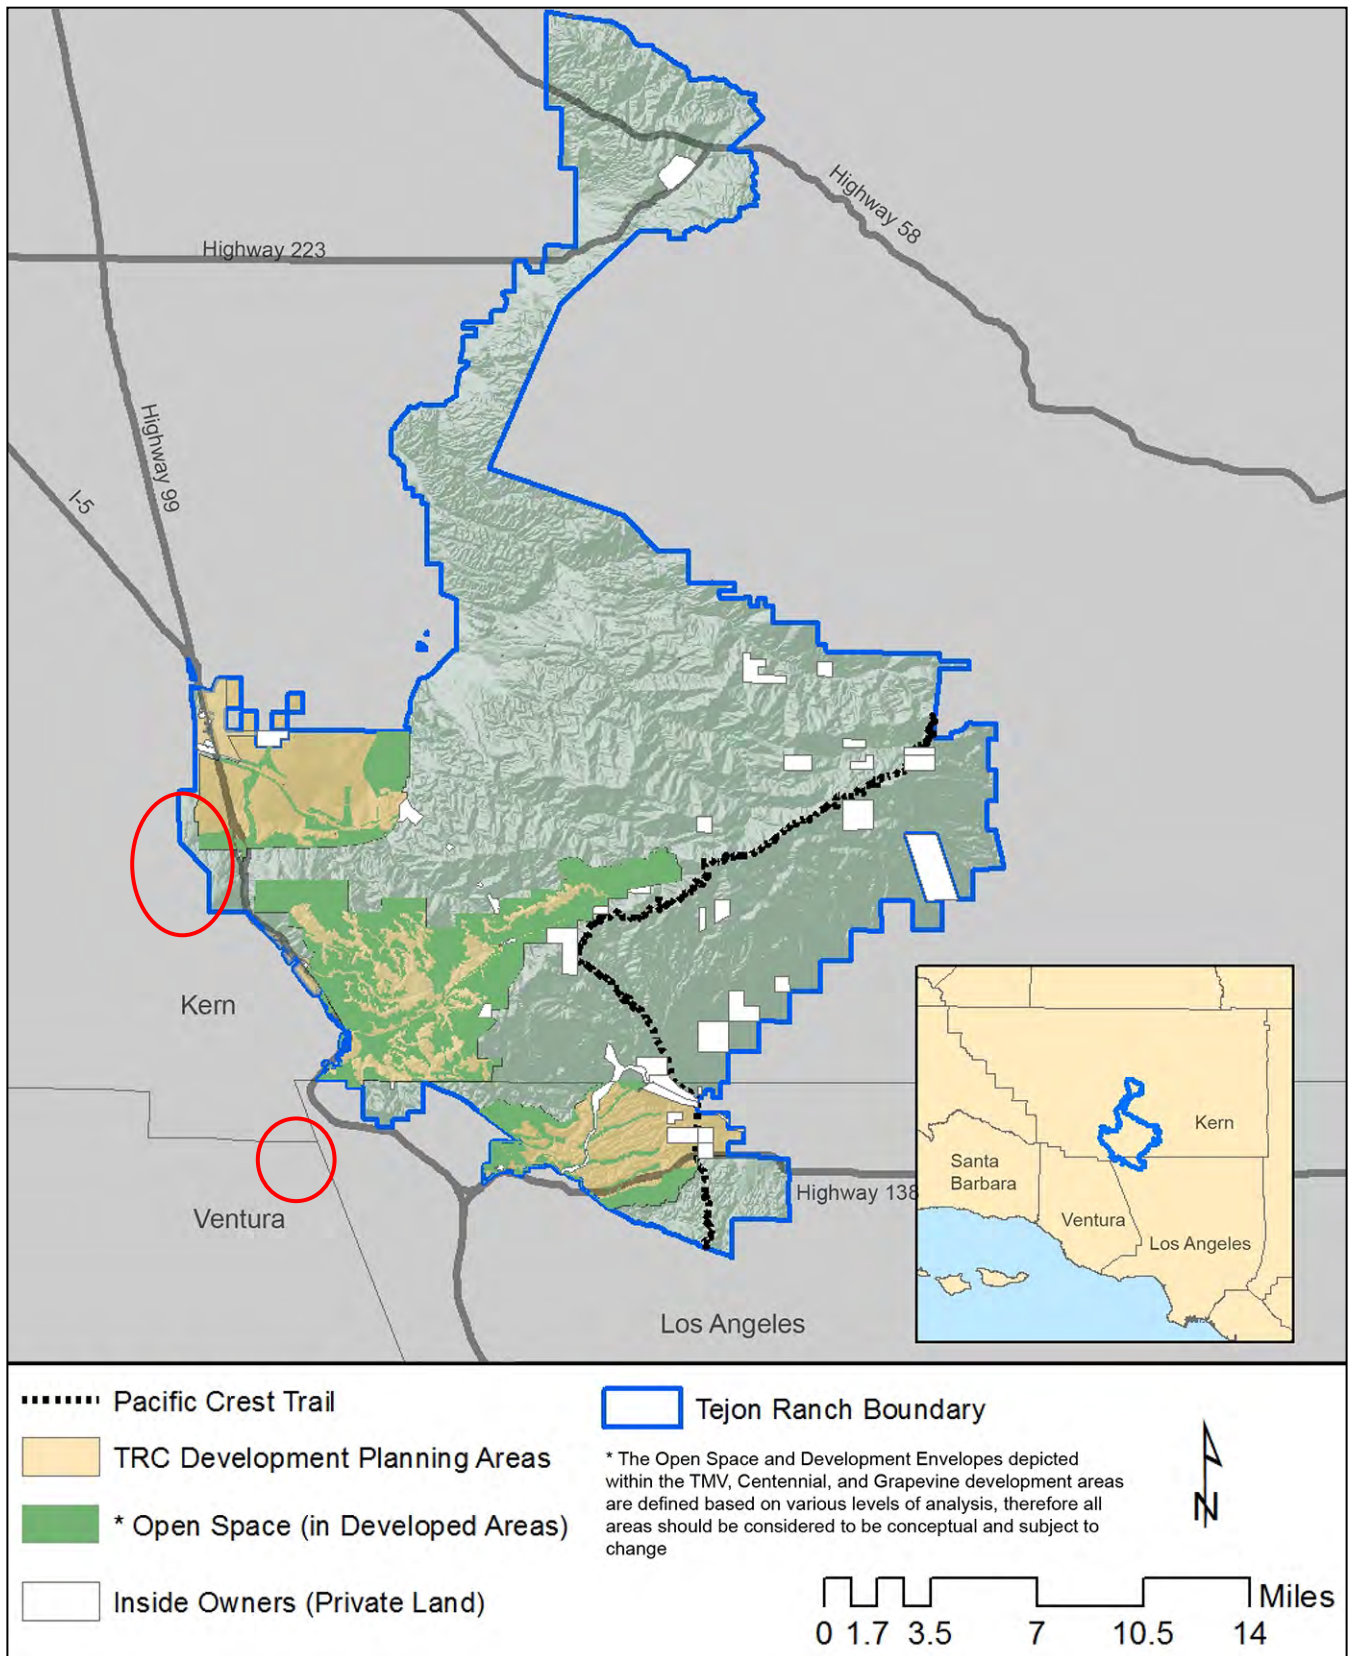 Highway 58
Highway 223
Highway 99
I-5
Kern
Ventura
Highway 138
Los Angeles
Kern
Santa
Barbara
Ventura
Los Angeles
Pacific Crest Trail
TRC Development Planning Areas
* Open Space (in Developed Areas)
Inside Owners (Private Land)
Tejon Ranch Boundary
* The Open Space and Development Envelopes depicted
within the TMV, Centennial, and Grapevine development areas
are defined based on various levels of analysis, therefore all
areas should be considered to be conceptual and subject to
change
N
Miles
0 1.7 3.5 7 10.5 14